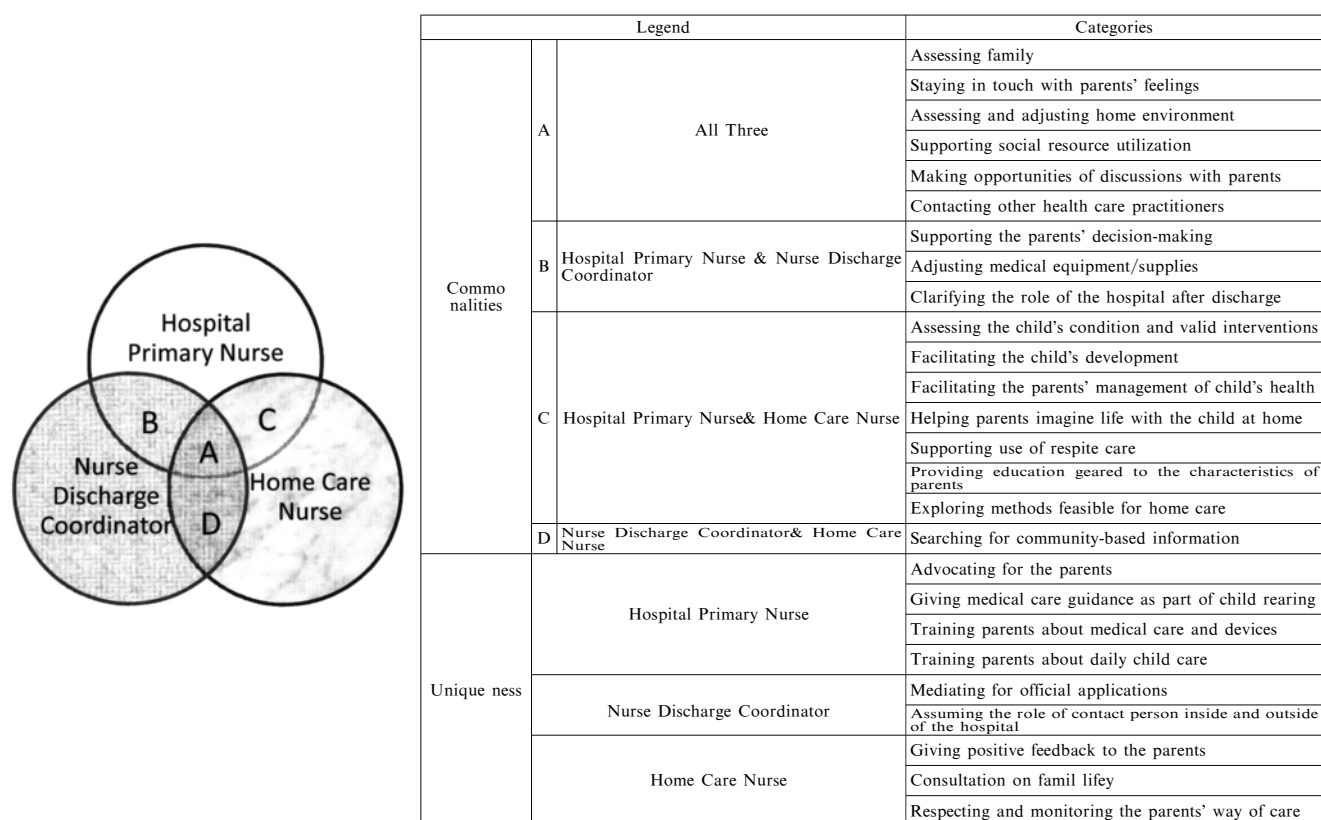 Hospital
Primary Nurse
B
C
A
Nurse
Discharge
Coordinator
Home Care
Nurse
D
Legend
Categories
Commo
nalities
A
All Three
Assessing family
Staying in touch with parents' feelings
Assessing and adjusting home environment
Supporting social resource utilization
Making opportunities of discussions with parents
Contacting other health care practitioners
B
Hospital Primary Nurse & Nurse Discharge
Coordinator
Supporting the parents' decision-making
Adjusting medical equipment/supplies
Clarifying the role of the hospital after discharge
C
Hospital Primary Nurse& Home Care Nurse
Assessing the child's condition and valid interventions
Facilitating the child's development
Facilitating the parents' management of child's health
Helping parents imagine life with the child at home
Supporting use of respite care
Providing education geared to the characteristics of
parents
Exploring methods feasible for home care
D
Nurse Discharge Coordinator& Home Care
Nurse
Searching for community-based information
Unique ness
Hospital Primary Nurse
Advocating for the parents
Giving medical care guidance as part of child rearing
Training parents about medical care and devices
Training parents about daily child care
Nurse Discharge Coordinator
Mediating for official applications
Assuming the role of contact person inside and outside
of the hospital
Home Care Nurse
Giving positive feedback to the parents
Consultation on famil lifey
Respecting and monitoring the parents' way of care